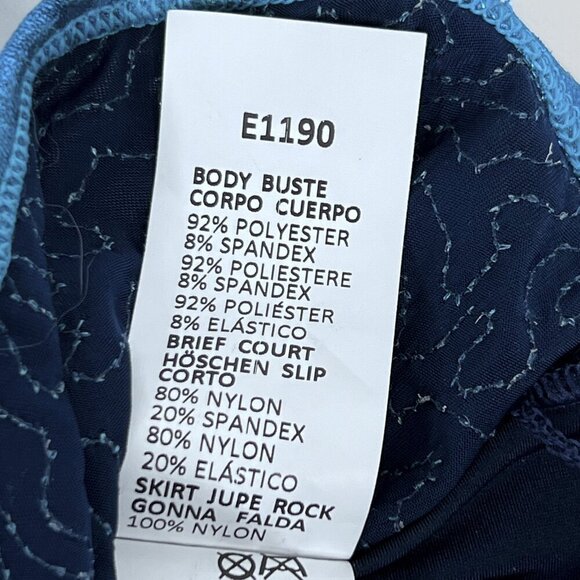 E1190
BODY BUSTE
CORPO CUERPO
92% POLYESTER
8% SPANDEX
92% POLIESTERE
8% SPANDEX
92% POLIÉSTER
8% ELÁSTICO
BRIEF COURT
HÖSCHEN SLIP
CORTO
80% NYLON
20% SPANDEX
80% NYLON
20% ELÁSTICO
SKIRT JUPE ROCK
GONNA FALDA
100% NYLON